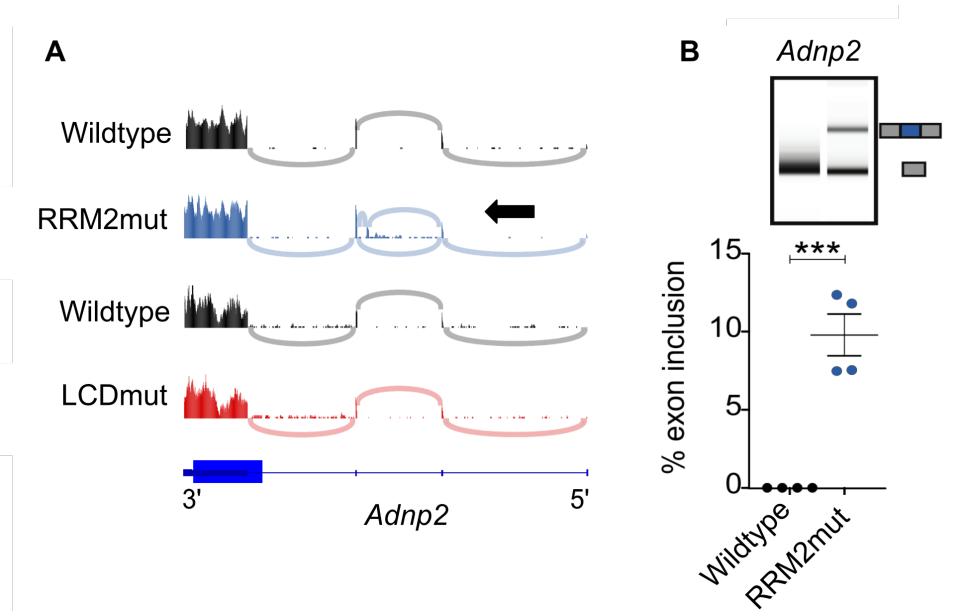 A
Wildtype
RRM2mut
Wildtype
LCDmut
3'
5'
Adnp2
B
Adnp2
% exon inclusion
15
10
5
0
***
Wildtype
RRM2mut